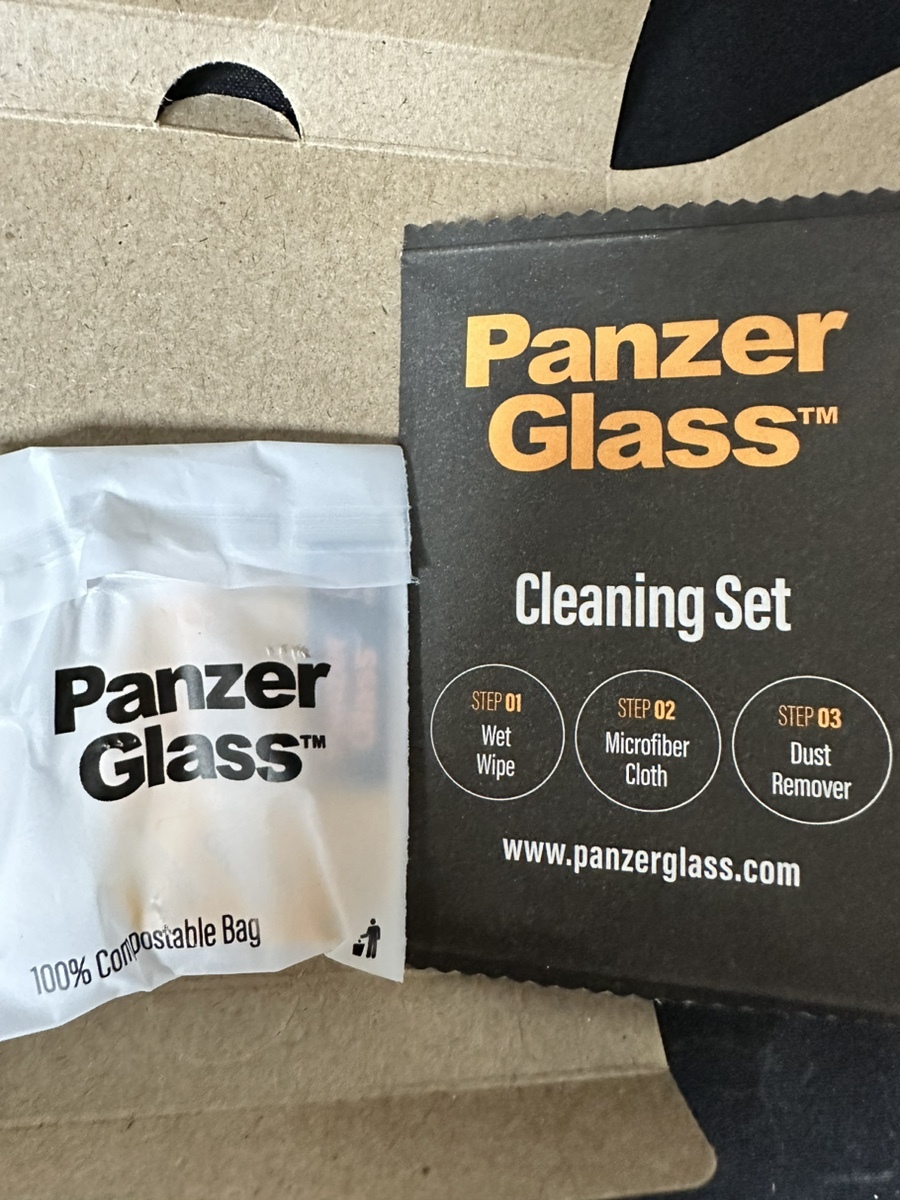 Panzer
Glass™
Cleaning Set
STEP 01
Wet
Wipe
STEP 02
Microfiber
Cloth
STEP 03
Dust
Remover
www.panzerglass.com
Panzer
Glass™
100% Compostable Bag